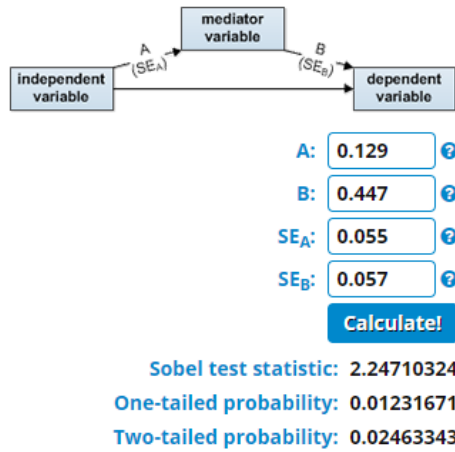 mediator
variable
A
(SEA)
B
(SEB)
independent
variable
dependent
variable
A: 0.129 ?
B: 0.447 ?
SEA: 0.055 ?
SEB: 0.057 ?
Calculate!
Sobel test statistic: 2.24710324
One-tailed probability: 0.01231671
Two-tailed probability: 0.02463343